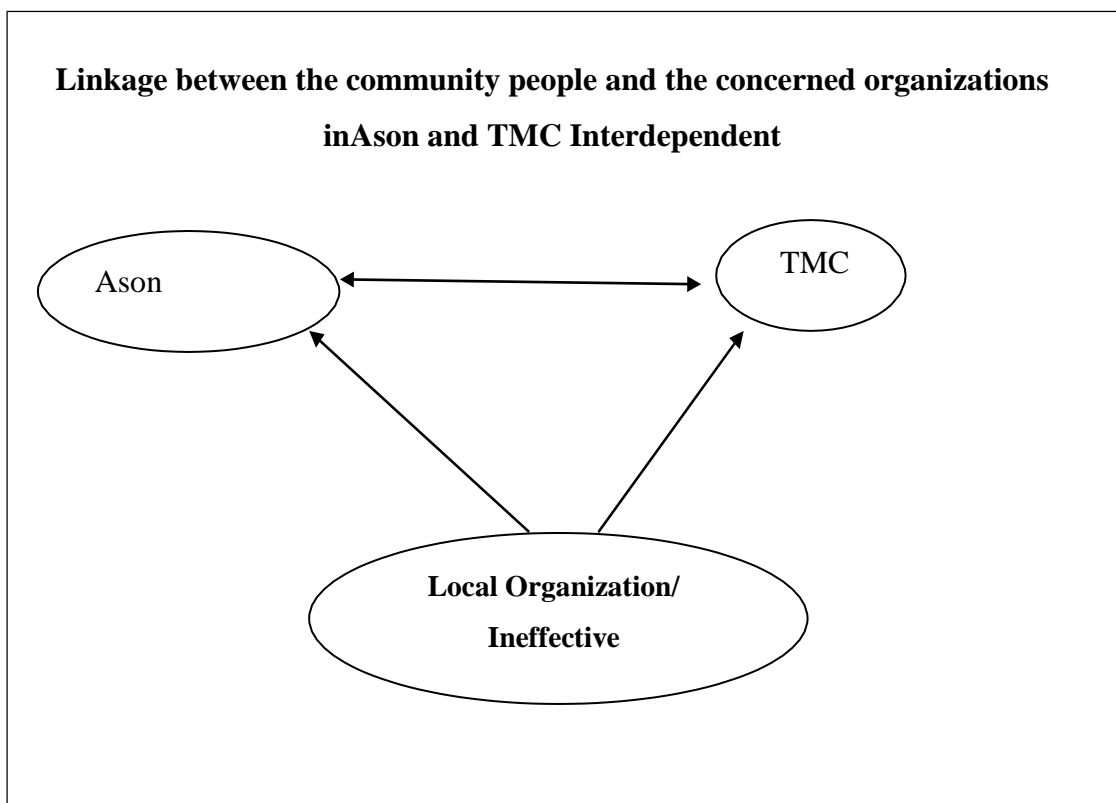 Linkage between the community people and the concerned organizations
inAson and TMC Interdependent
Ason
TMC
Local Organization/
Ineffective